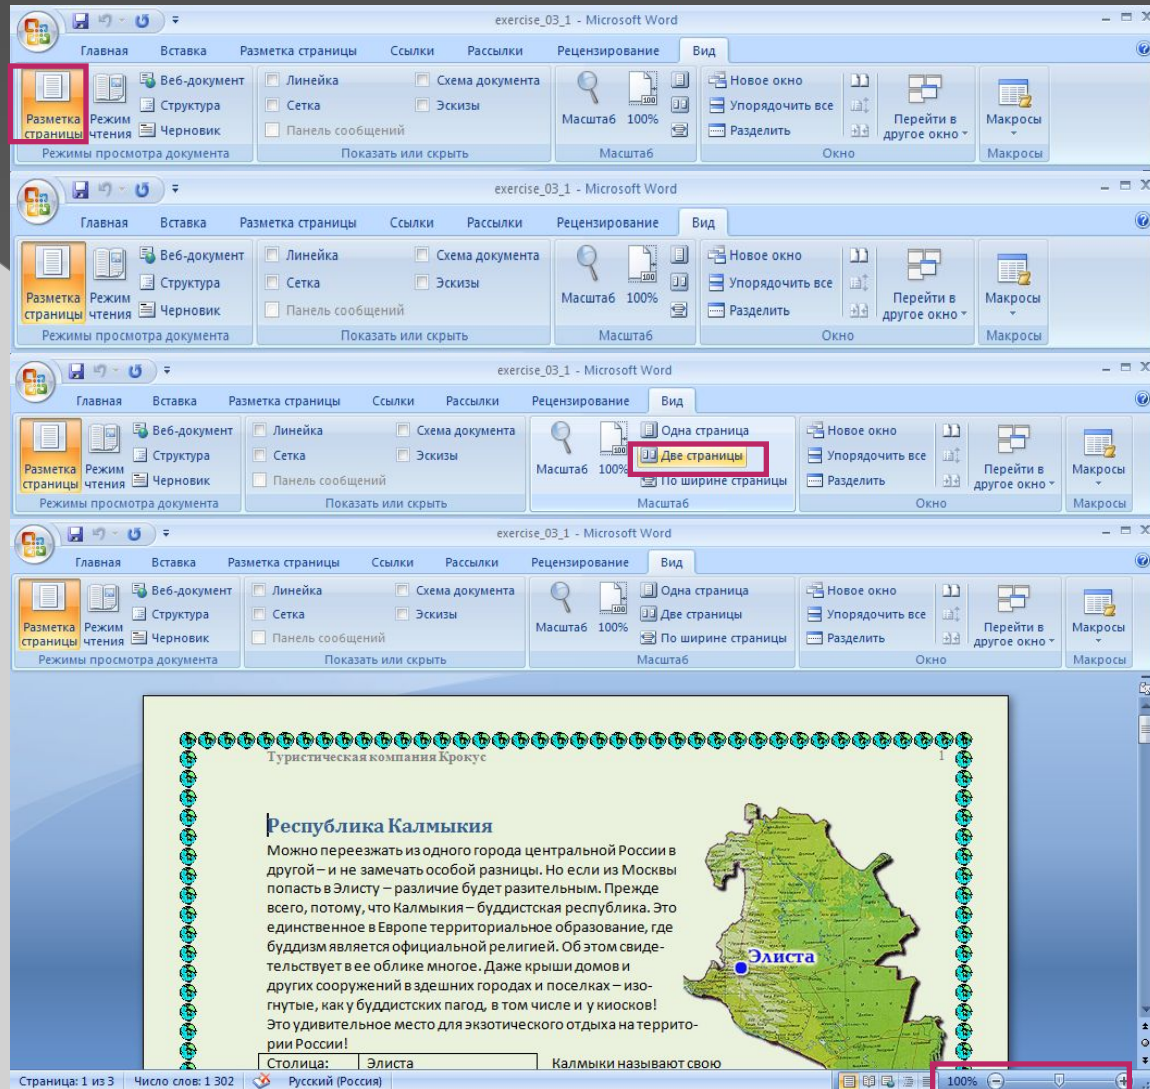 exercise_03_1 - Microsoft Word
Главная Вставка Разметка страницы Ссылки Рассылки Рецензирование Вид
Разметка страницы
Режим чтения
Веб-документ
Структура
Черновик
Режимы просмотра документа
Линейка
Сетка
Панель сообщений
Схема документа
Эскизы
Показать или скрыть
Масштаб
100%
Масштаб
Новое окно
Упорядочить все
Разделить
Перейти в
другое окно
Окно
Макросы
Макросы
exercise_03_1 - Microsoft Word
Главная Вставка Разметка страницы Ссылки Рассылки Рецензирование Вид
Разметка страницы
Режим чтения
Веб-документ
Структура
Черновик
Режимы просмотра документа
Линейка
Сетка
Панель сообщений
Схема документа
Эскизы
Показать или скрыть
Масштаб
100%
Масштаб
Новое окно
Упорядочить все
Разделить
Перейти в
другое окно
Окно
Макросы
Макросы
exercise_03_1 - Microsoft Word
Главная Вставка Разметка страницы Ссылки Рассылки Рецензирование Вид
Разметка страницы
Режим чтения
Веб-документ
Структура
Черновик
Режимы просмотра документа
Линейка
Сетка
Панель сообщений
Схема документа
Эскизы
Показать или скрыть
Масштаб
100%
Одна страница
Две страницы
По ширине страницы
Масштаб
Новое окно
Упорядочить все
Разделить
Перейти в
другое окно
Окно
Макросы
Макросы
exercise_03_1 - Microsoft Word
Главная Вставка Разметка страницы Ссылки Рассылки Рецензирование Вид
Разметка страницы
Режим чтения
Веб-документ
Структура
Черновик
Режимы просмотра документа
Линейка
Сетка
Панель сообщений
Схема документа
Эскизы
Показать или скрыть
Масштаб
100%
Одна страница
Две страницы
По ширине страницы
Масштаб
Новое окно
Упорядочить все
Разделить
Перейти в
другое окно
Окно
Макросы
Макросы
Туристическая компания Крокус 1
Республика Калмыкия
Можно переезжать из одного города центральной России в
другой – и не замечать особой разницы. Но если из Москвы
попасть в Элисту – различие будет разительным. Прежде
всего, потому, что Калмыкия – буддистская республика. Это
единственное в Европе территориальное образование, где
буддизм является официальной религией. Об этом свиде-
тельствует в ее облике многое. Даже крыши домов и
других сооружений в здешних городах и поселках – изо-
гнутые, как у буддистских пагод, в том числе и у киосков!
Это удивительное место для экзотического отдыха на террито-
рии России!
Элиста
Столица: Элиста Калмыки называют свою
Страница: 1 из 3 Число слов: 1 302 Русский (Россия) 100%